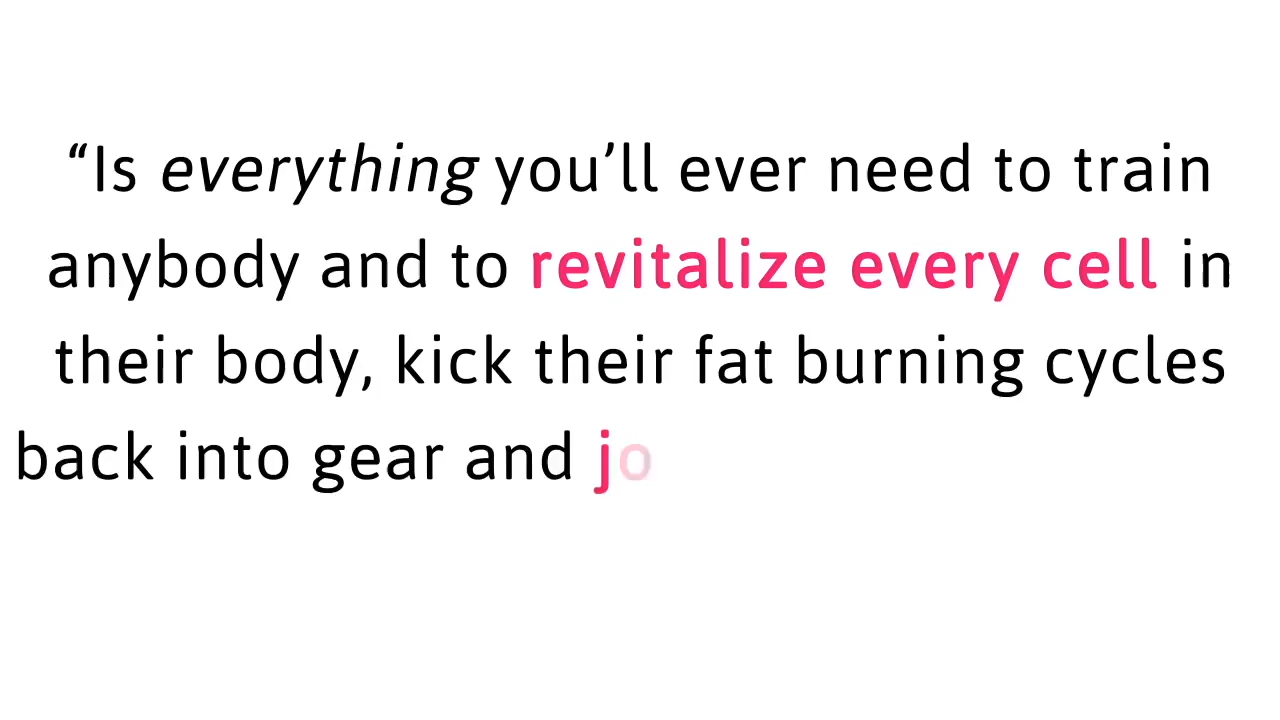 “Is everything you’ll ever need to train
anybody and to revitalize every cell in
their body, kick their fat burning cycles
back into gear and jo